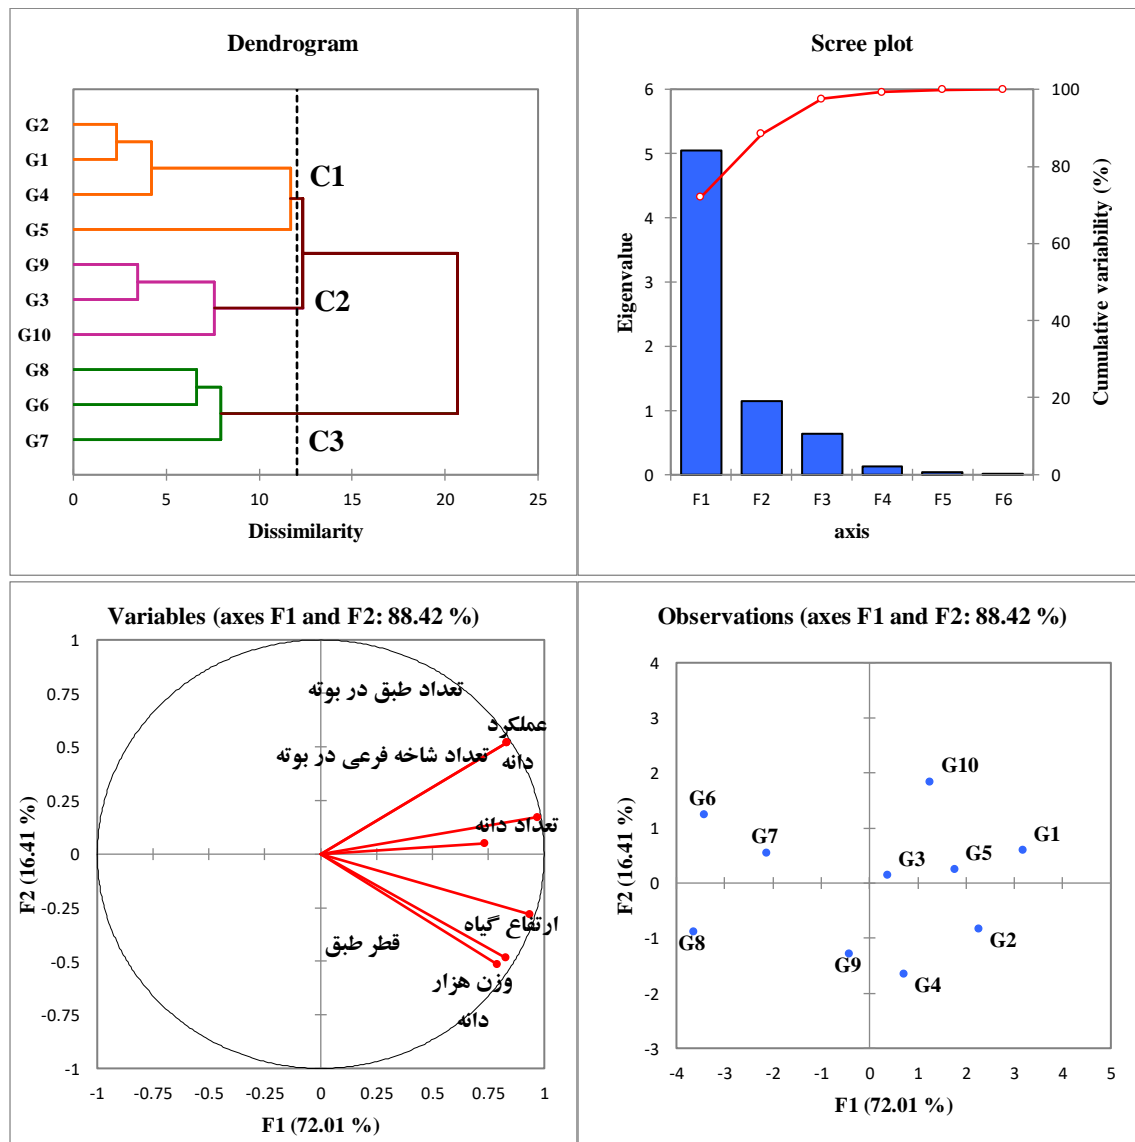 Dendrogram
G2
G1
G4
G5
G9
G3
G10
G8
G6
G7
C1
C2
C3
0 5 10 15 20 25
Dissimilarity
Scree plot
Eigenvalue
6
5
4
3
2
1
0
100
80
60
40
20
0
Cumulative variability (%)
F1 F2 F3 F4 F5 F6
axis
Variables (axes F1 and F2: 88.42 %)
F2 (16.41 %)
1
0.75
0.5
0.25
0
-0.25
-0.5
-0.75
-1
تعداد طبق در بوته
عملکرد
دانه
تعداد شاخه فرعی در بوته
تعداد دانه
ارتفاع گیاه
قطر طبق
وزن هزار
دانه
-1 -0.75 -0.5 -0.25 0 0.25 0.5 0.75 1
F1 (72.01 %)
Observations (axes F1 and F2: 88.42 %)
F2 (16.41 %)
4
3
2
1
0
-1
-2
-3
G10
G6
G7
G1
G5
G3
G2
G8
G9
G4
-4 -3 -2 -1 0 1 2 3 4 5
F1 (72.01 %)